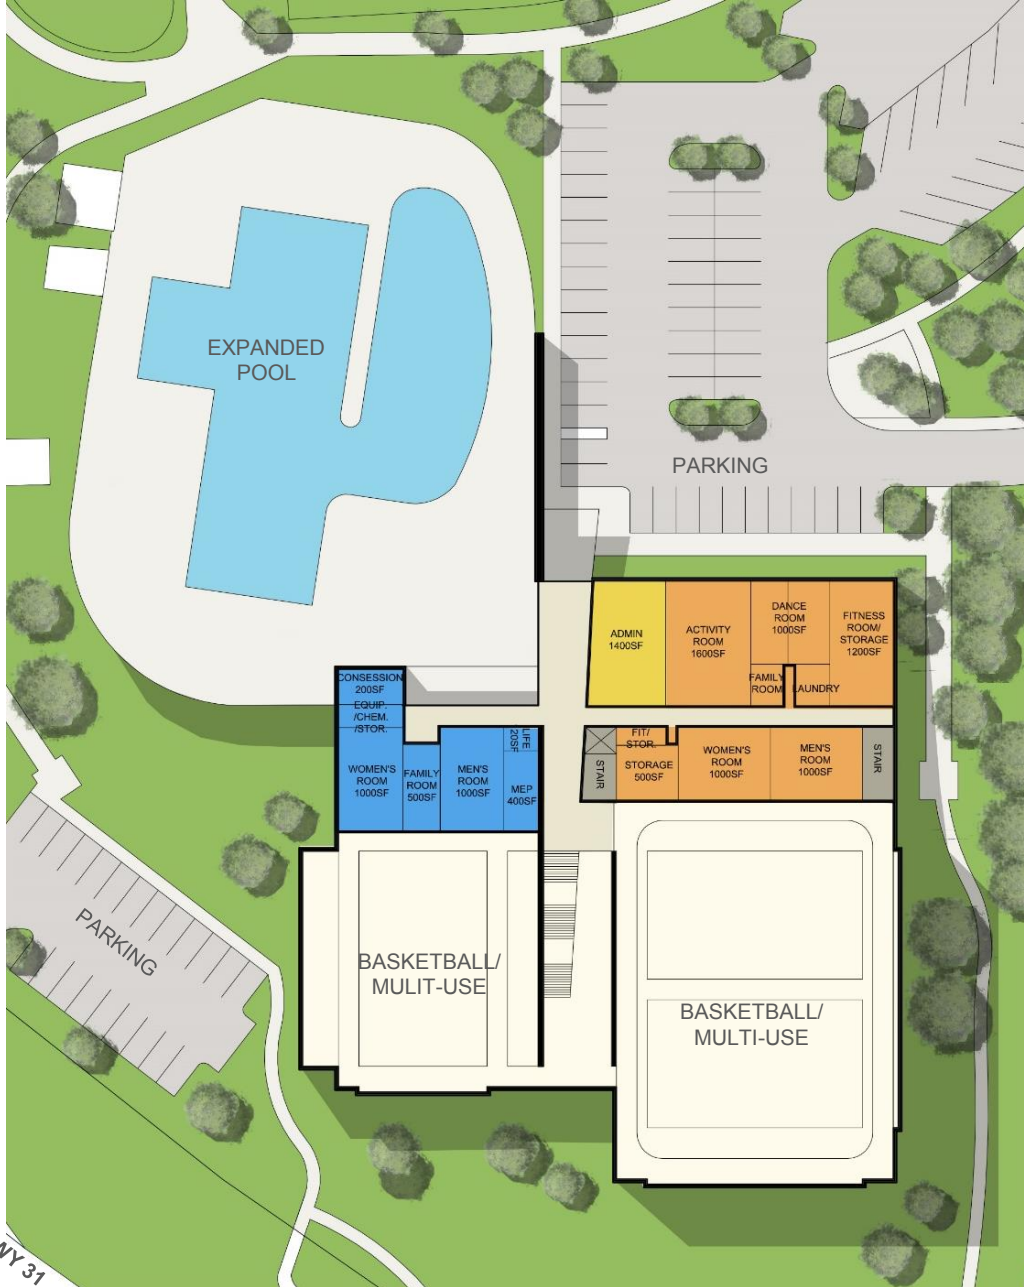 EXPANDED
POOL
PARKING
ADMIN
1400SF
ACTIVITY
ROOM
1600SF
DANCE
ROOM
1000SF
FITNESS
ROOM/
STORAGE
1200SF
FAMILY
ROOM
LAUNDRY
CONSESSION
200SF
EQUIP.
/CHEM.
/STOR.
WOMEN'S
ROOM
1000SF
FAMILY
ROOM
500SF
MEN'S
ROOM
1000SF
LIFE
20SF
MEP
400SF
STAIR
FIT/
STOR.
STORAGE
500SF
WOMEN'S
ROOM
1000SF
MEN'S
ROOM
1000SF
STAIR
PARKING
BASKETBALL/
MULIT-USE
BASKETBALL/
MULTI-USE
WY 31